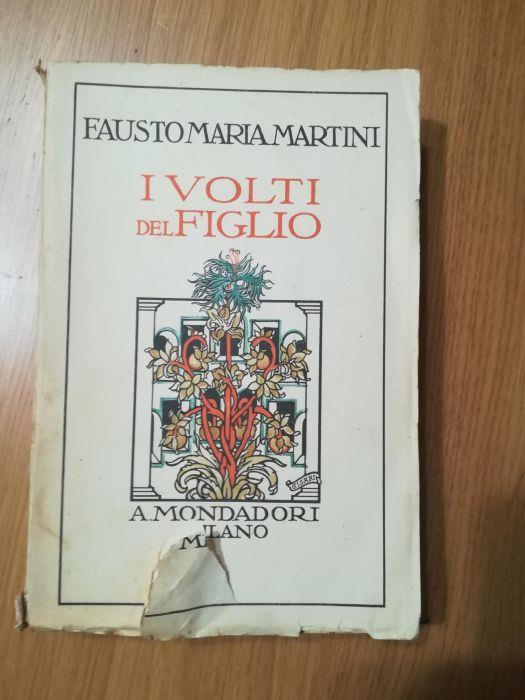 FAUSTO MARIA MARTINI
I VOLTI
DEL FIGLIO
A. MONDADORI
MILANO